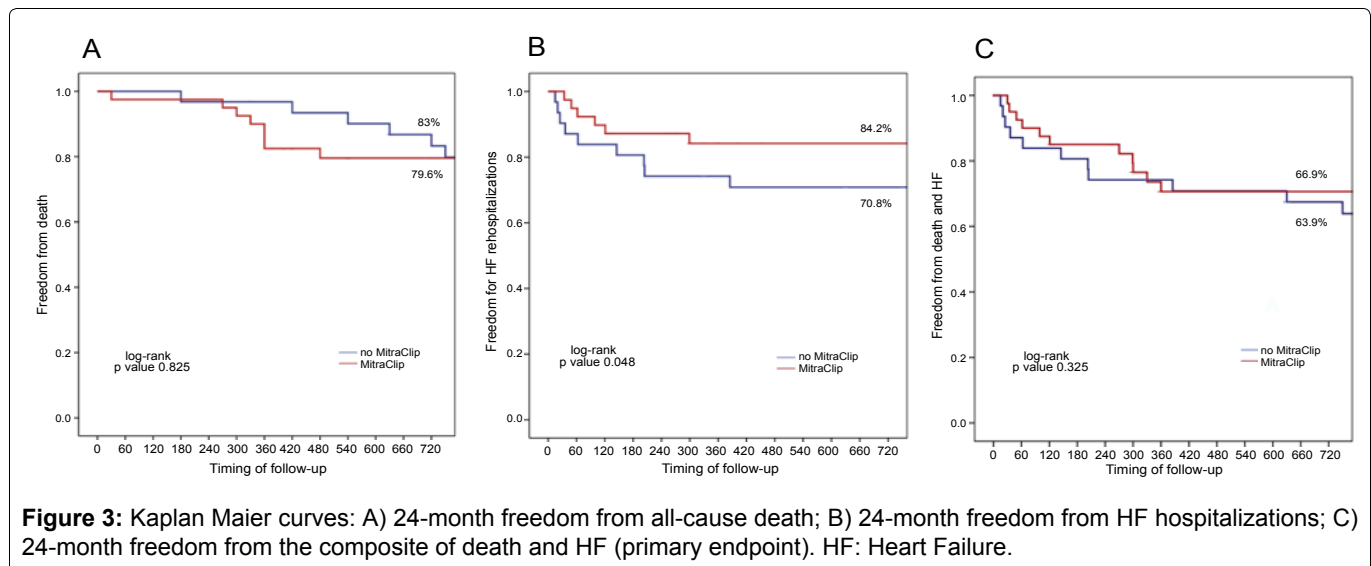 A
Freedom from death
1.0
0.8
0.6
0.4
0.2
0.0
83%
79.6%
log-rank
p value 0.825
no MitraClip
MitraClip
0 60 120 180 240 300 360 420 480 540 600 660 720
Timing of follow-up
B
Freedom for HF rehospitalizations
1.0
0.8
0.6
0.4
0.2
0.0
84.2%
70.8%
log-rank
p value 0.048
no MitraClip
MitraClip
0 60 120 180 240 300 360 420 480 540 600 660 720
Timing of follow-up
C
Freedom from death and HF
1.0
0.8
0.6
0.4
0.2
0.0
66.9%
63.9%
log-rank
p value 0.325
no MitraClip
MitraClip
0 60 120 180 240 300 360 420 480 540 600 660 720
Timing of follow-up
Figure 3: Kaplan Maier curves: A) 24-month freedom from all-cause death; B) 24-month freedom from HF hospitalizations; C)
24-month freedom from the composite of death and HF (primary endpoint). HF: Heart Failure.